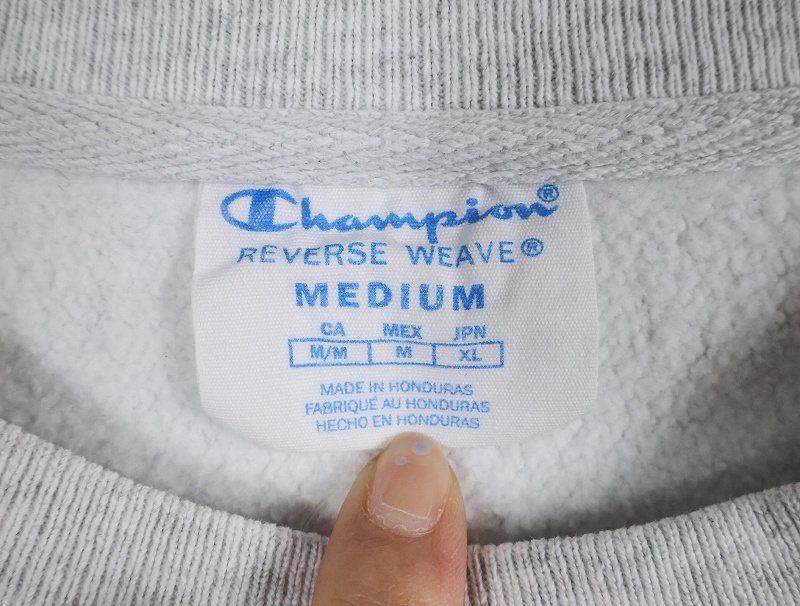 Champion®
REVERSE WEAVE®
MEDIUM
CA MEX JPN
M/M M XL
MADE IN HONDURAS
FABRIQUÉ AU HONDURAS
HECHO EN HONDURAS